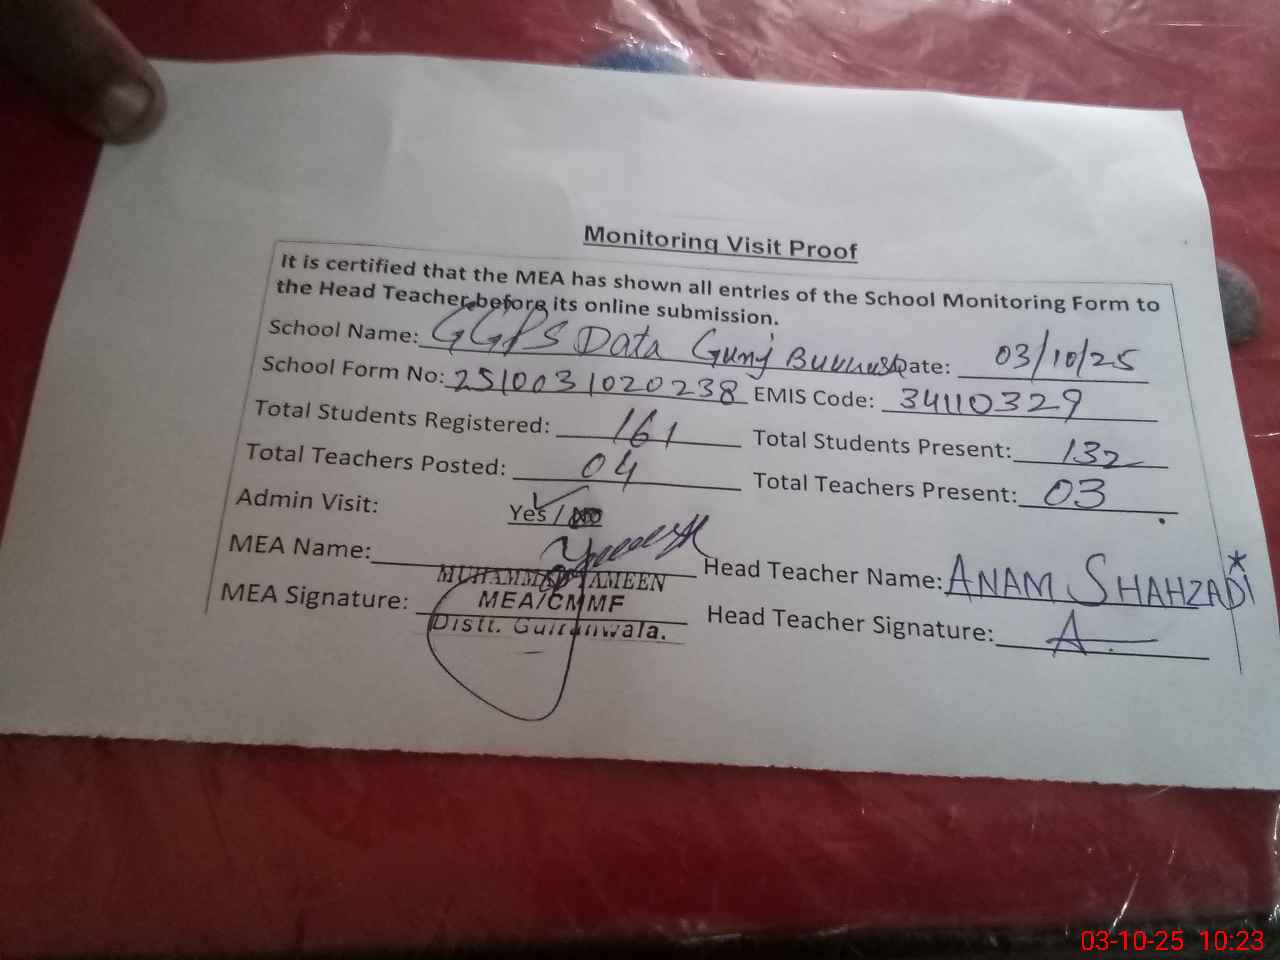 Monitoring Visit Proof
It is certified that the MEA has shown all entries of the School Monitoring Form to
the Head Teacher before its online submission.
School Name: GGPS Data Gunj Date: 03/10/25
School Form No: 2510031020238 EMIS Code: 34110329
Total Students Registered: 161 Total Students Present: 132
Total Teachers Posted: 04 Total Teachers Present: 03
Admin Visit: Yes / No
MEA Name: MUHAMMAD AMEEN Head Teacher Name: ANAM SHAHZADI
MEA Signature: MEA/CMMF Head Teacher Signature: A
Distt. Gujranwala.
03-10-25 10:23